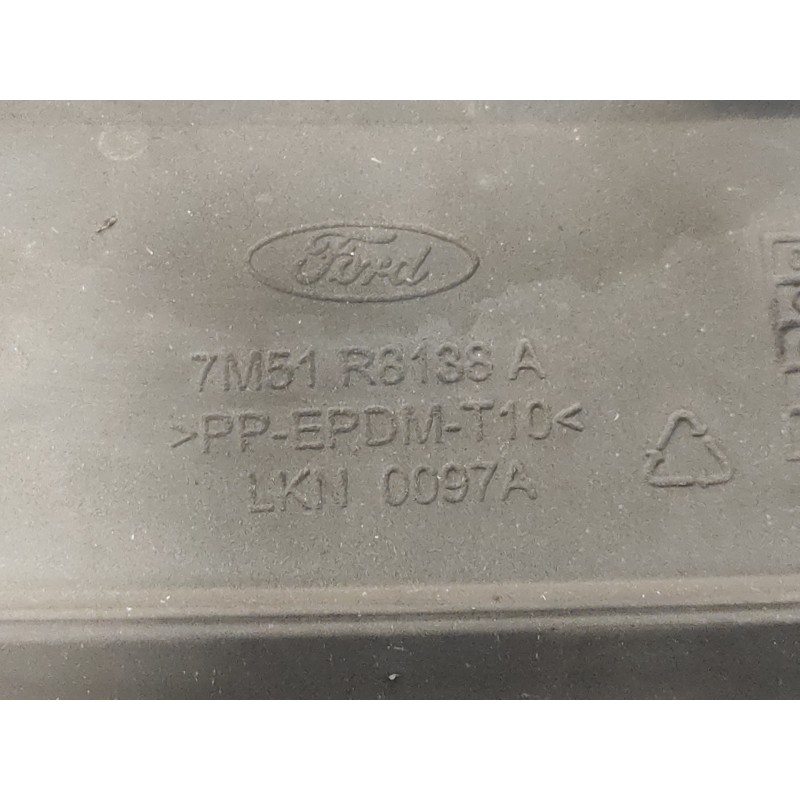 Ford
7M51 R8138 A
>PP-EPDM-T10<
LKN 0097A